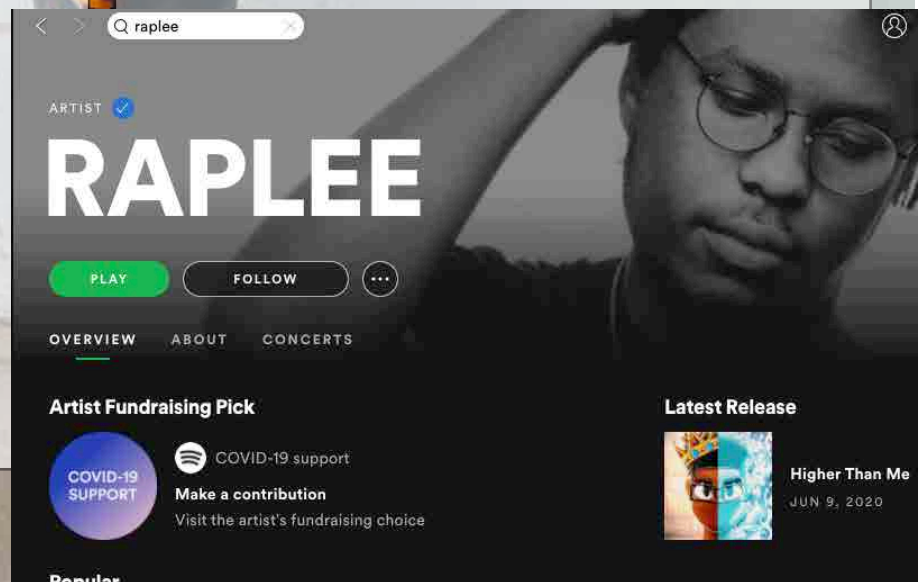 raplee
ARTIST
RAPLEE
PLAY
FOLLOW
OVERVIEW ABOUT CONCERTS
Artist Fundraising Pick
COVID-19
SUPPORT
COVID-19 support
Make a contribution
Visit the artist's fundraising choice
Latest Release
Higher Than Me
JUN 9, 2020
Popular